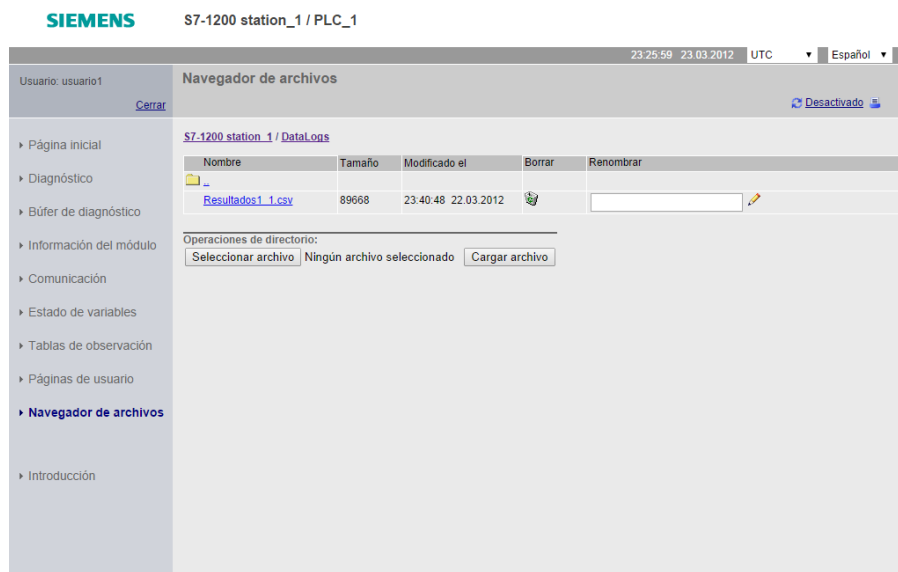 SIEMENS S7-1200 station_1 / PLC_1
23:25:59 23.03.2012 UTC Español
Usuario: usuario1
Cerrar
Navegador de archivos
Desactivado
Página inicial
Diagnóstico
Búfer de diagnóstico
Información del módulo
Comunicación
Estado de variables
Tablas de observación
Páginas de usuario
Navegador de archivos
Introducción
S7-1200 station_1 / DataLogs
Nombre Tamaño Modificado el Borrar Renombrar
..
Resultados1_1.csv 89668 23:40:48 22.03.2012
Operaciones de directorio:
Seleccionar archivo Ningún archivo seleccionado Cargar archivo